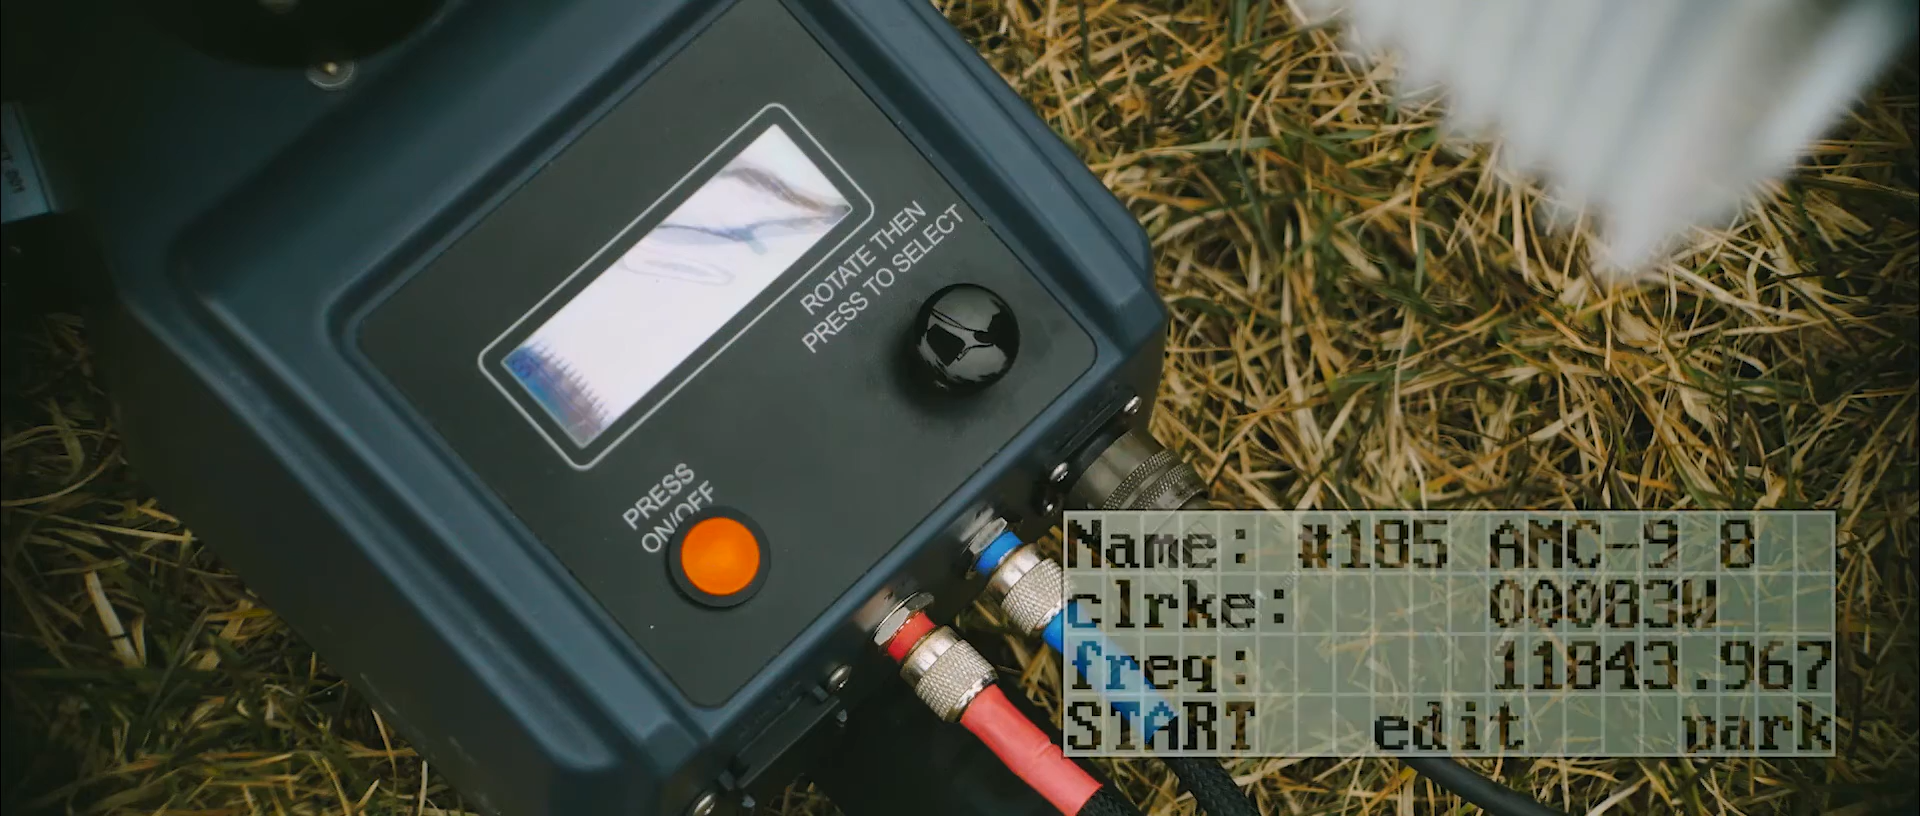 ROTATE THEN
PRESS TO SELECT
PRESS
ON/OFF
Name: #185 AMC-9 8
clrke: 00083W
freq: 11843.967
START edit park